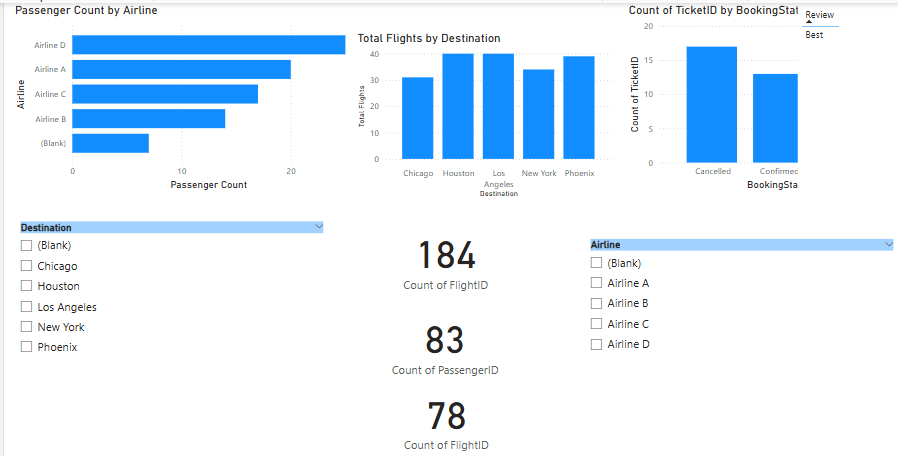 Passenger Count by Airline
Airline
Airline D
Airline A
Airline C
Airline B
(Blank)
0 10 20
Passenger Count
Total Flights by Destination
Total Flights
40
30
20
10
0
Chicago Houston Los Angeles New York Phoenix
Destination
Count of TicketID by BookingStat
Count of TicketID
20
15
10
5
0
Cancelled Confirmed
BookingSta
Review
Best
Destination
(Blank)
Chicago
Houston
Los Angeles
New York
Phoenix
184
Count of FlightID
83
Count of PassengerID
78
Count of FlightID
Airline
(Blank)
Airline A
Airline B
Airline C
Airline D